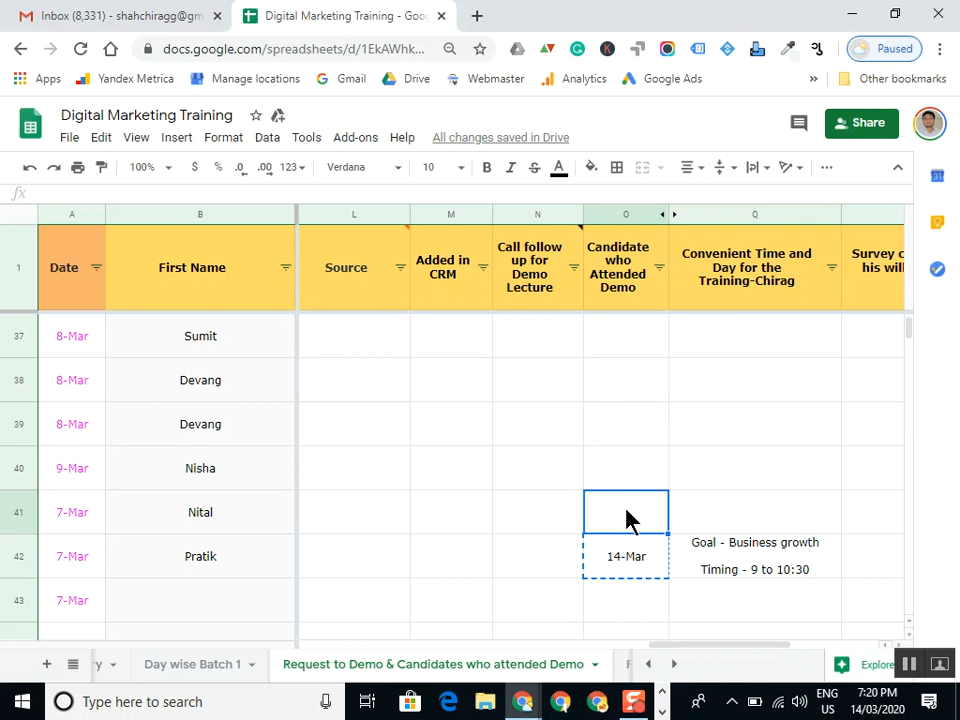 Inbox (8,331) - shahchiragg@gm
Digital Marketing Training - Goo
docs.google.com/spreadsheets/d/1EkAWhk...
Paused
Apps
Yandex Metrica
Manage locations
Gmail
Drive
Webmaster
Analytics
Google Ads
»
Other bookmarks
Digital Marketing Training
File Edit View Insert Format Data Tools Add-ons Help All changes saved in Drive
Share
100% $ % .0 .00 123 Verdana 10 B I S A
fx
A B L M N O Q
1
Date
First Name
Source
Added in
CRM
Call follow
up for
Demo
Lecture
Candidate
who
Attended
Demo
Convenient Time and
Day for the
Training-Chirag
Survey c
his will
37 8-Mar Sumit
38 8-Mar Devang
39 8-Mar Devang
40 9-Mar Nisha
41 7-Mar Nital
42 7-Mar Pratik 14-Mar
Goal - Business growth
Timing - 9 to 10:30
43 7-Mar
ry
Day wise Batch 1
Request to Demo & Candidates who attended Demo
Explore
Type here to search
ENG
US
7:20 PM
14/03/2020